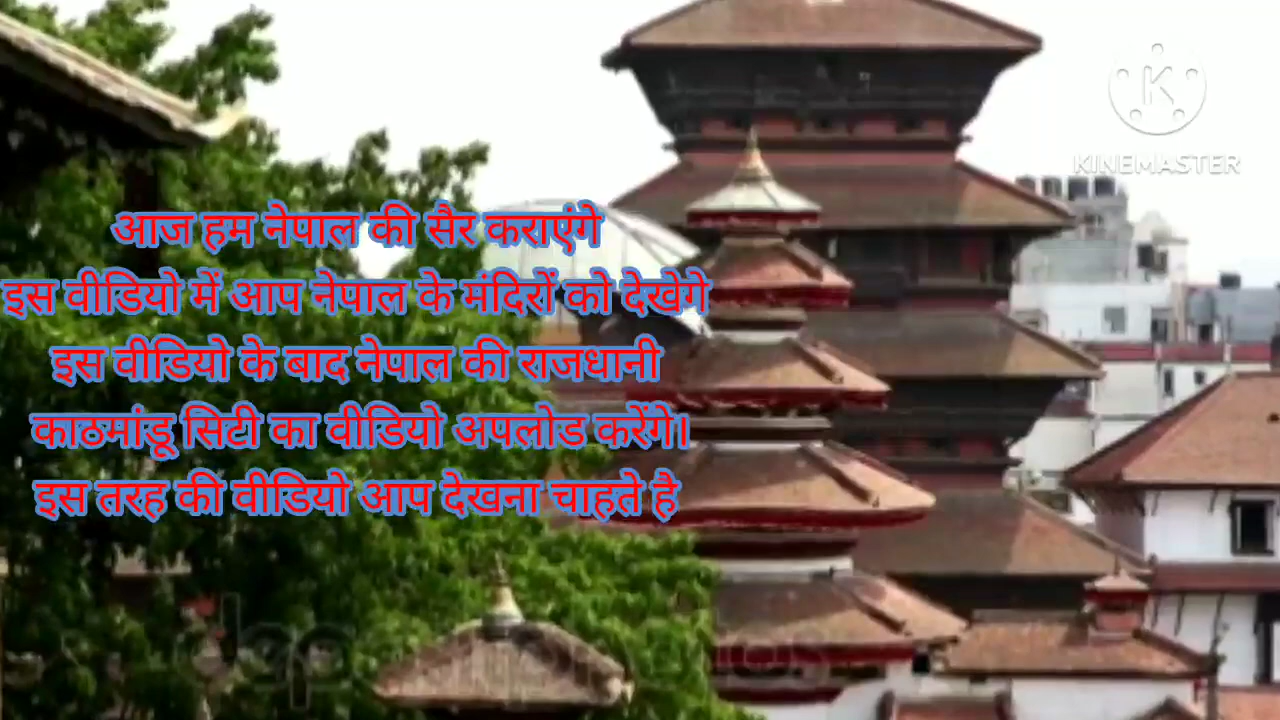 KINEMASTER
आज हम नेपाल की सैर कराएंगे
इस वीडियो में आप नेपाल के मंदिरों को देखेगे
इस वीडियो के बाद नेपाल की राजधानी
काठमांडू सिटी का वीडियो अपलोड करेंगे।
इस तरह की वीडियो आप देखना चाहते है